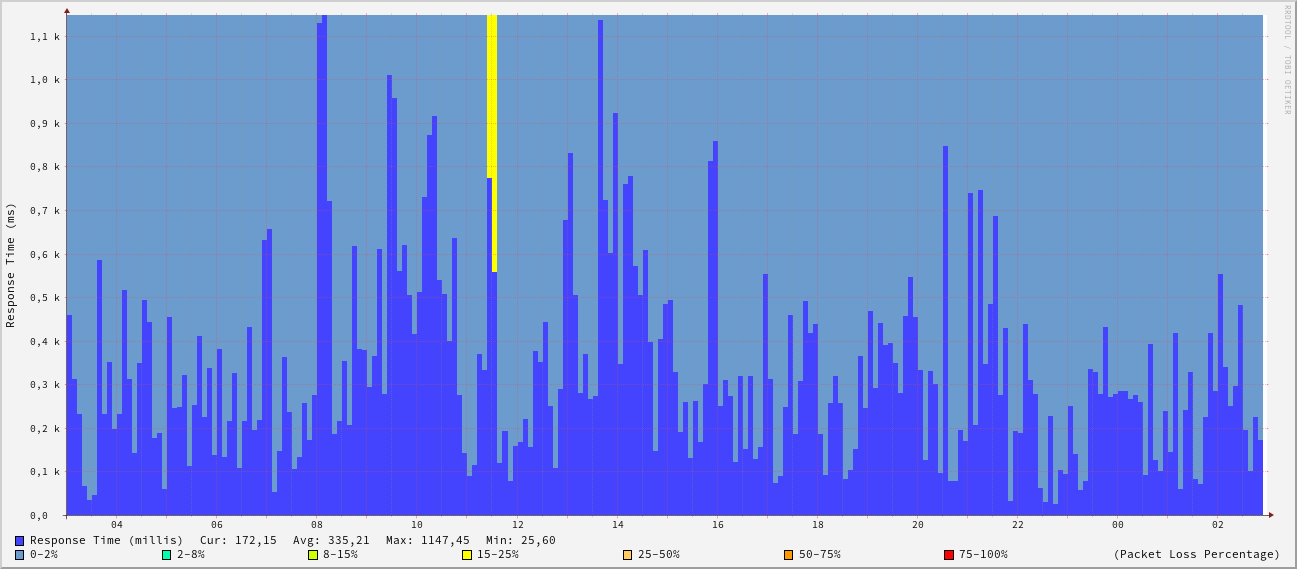 RRDTOOL / TOBI OETIKER
Response Time (ms)
1,1 k
1,0 k
0,9 k
0,8 k
0,7 k
0,6 k
0,5 k
0,4 k
0,3 k
0,2 k
0,1 k
0,0
04 06 08 10 12 14 16 18 20 22 00 02
Response Time (millis) Cur: 172,15 Avg: 335,21 Max: 1147,45 Min: 25,60
0-2% 2-8% 8-15% 15-25% 25-50% 50-75% 75-100% (Packet Loss Percentage)